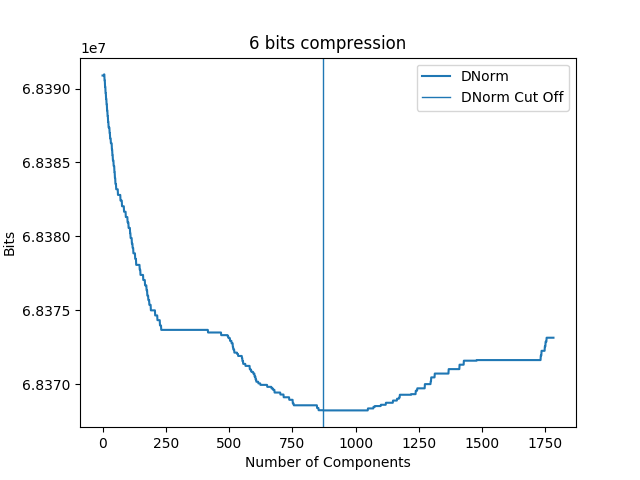 6 bits compression
1e7
DNorm
DNorm Cut Off
6.8390
6.8385
6.8380
6.8375
6.8370
Bits
0 250 500 750 1000 1250 1500 1750
Number of Components